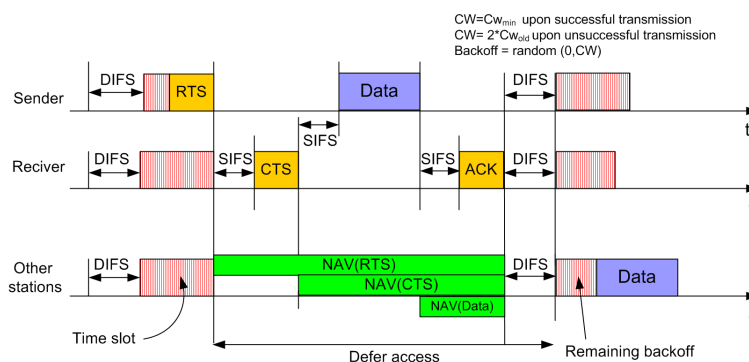 CW=Cwmin upon successful transmission
CW= 2*Cwold upon unsuccessful transmission
Backoff = random (0,CW)
DIFS
RTS
Data
DIFS
Sender
t
SIFS
DIFS
SIFS
CTS
SIFS
ACK
DIFS
Reciver
DIFS
NAV(RTS)
DIFS
Other
stations
NAV(CTS)
Data
NAV(Data)
Time slot
Defer access
Remaining backoff